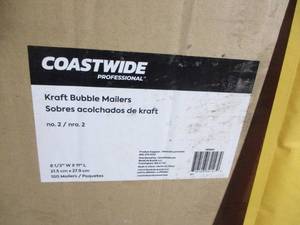 COASTWIDE
PROFESSIONAL
Kraft Bubble Mailers
Sobres acolchados de kraft
no. 2 / nro. 2
8 1/2" W X 11" L
21.5 cm x 27.9 cm
100 Mailers / Paquetes